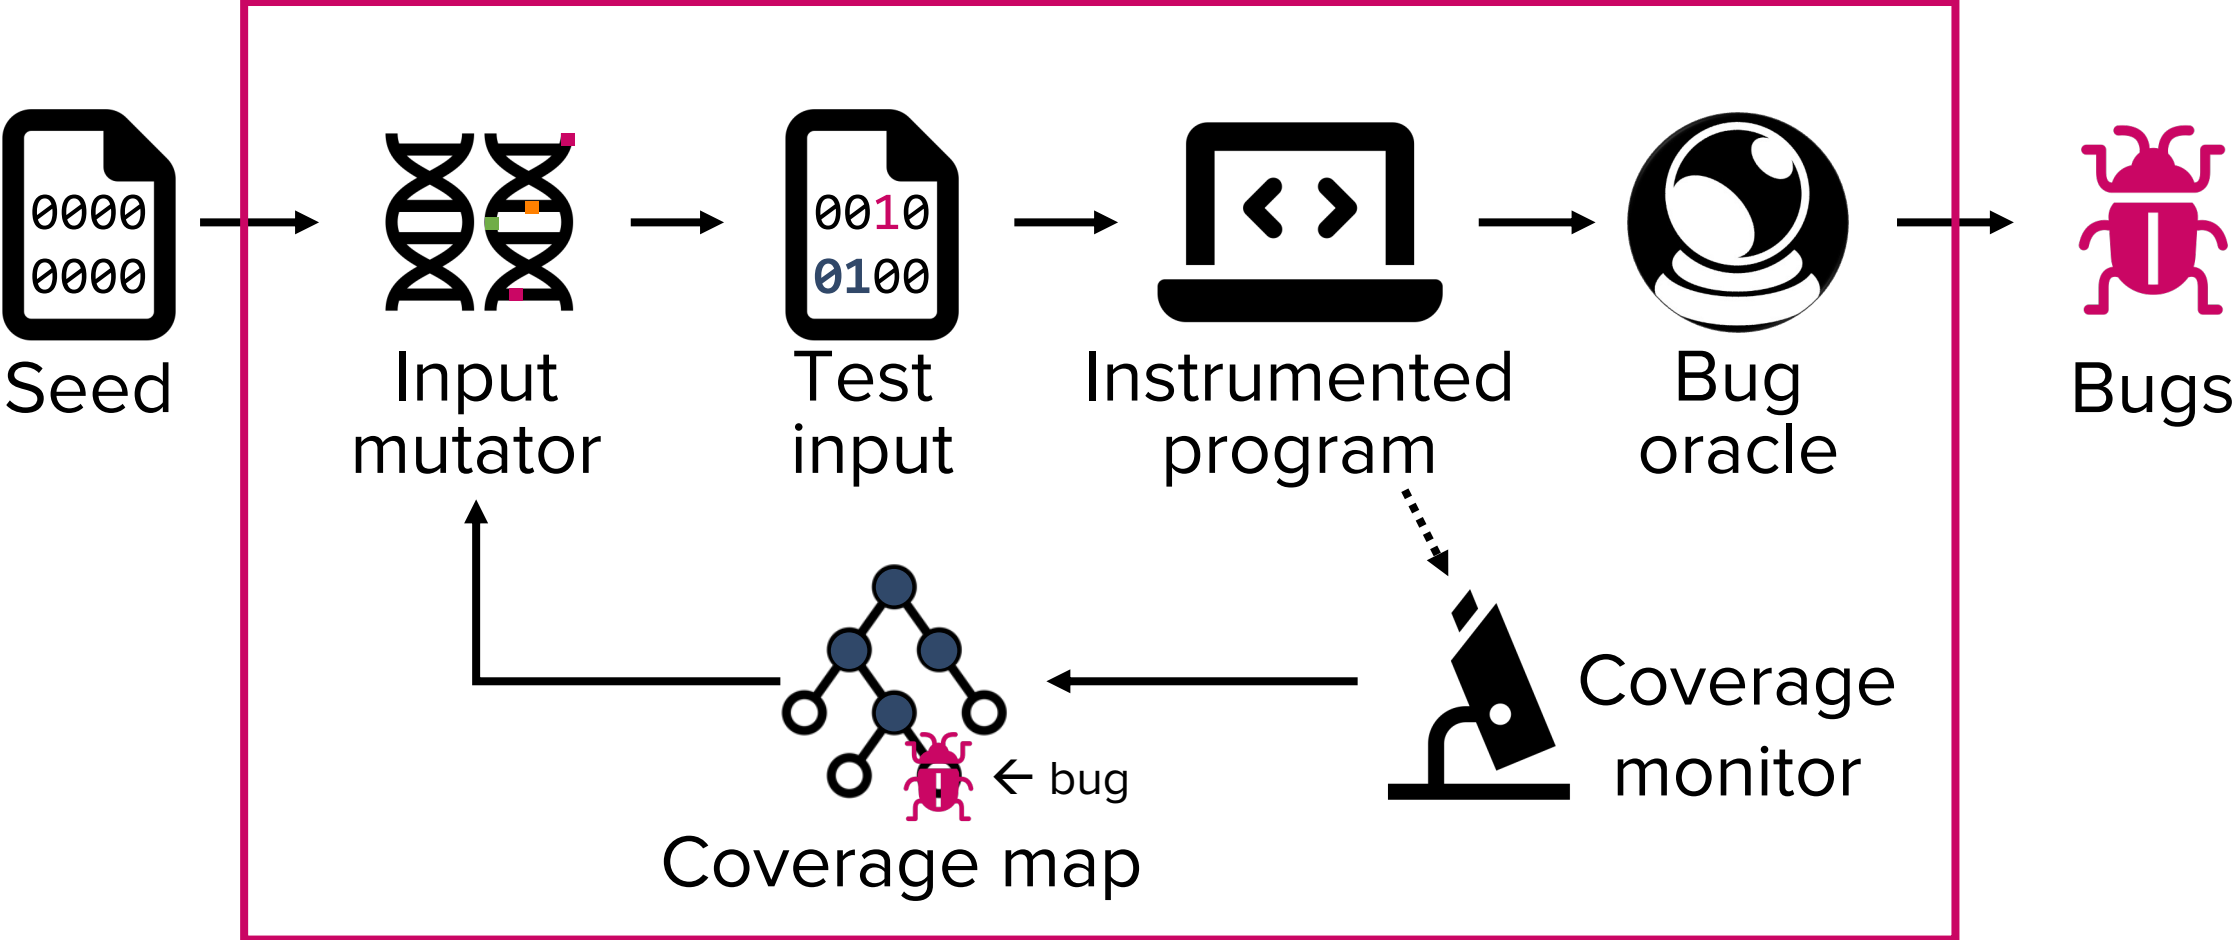 0000
0000
Seed
Input
mutator
0010
0100
Test
input
Instrumented
program
Bug
oracle
Bugs
Coverage
monitor
← bug
Coverage map